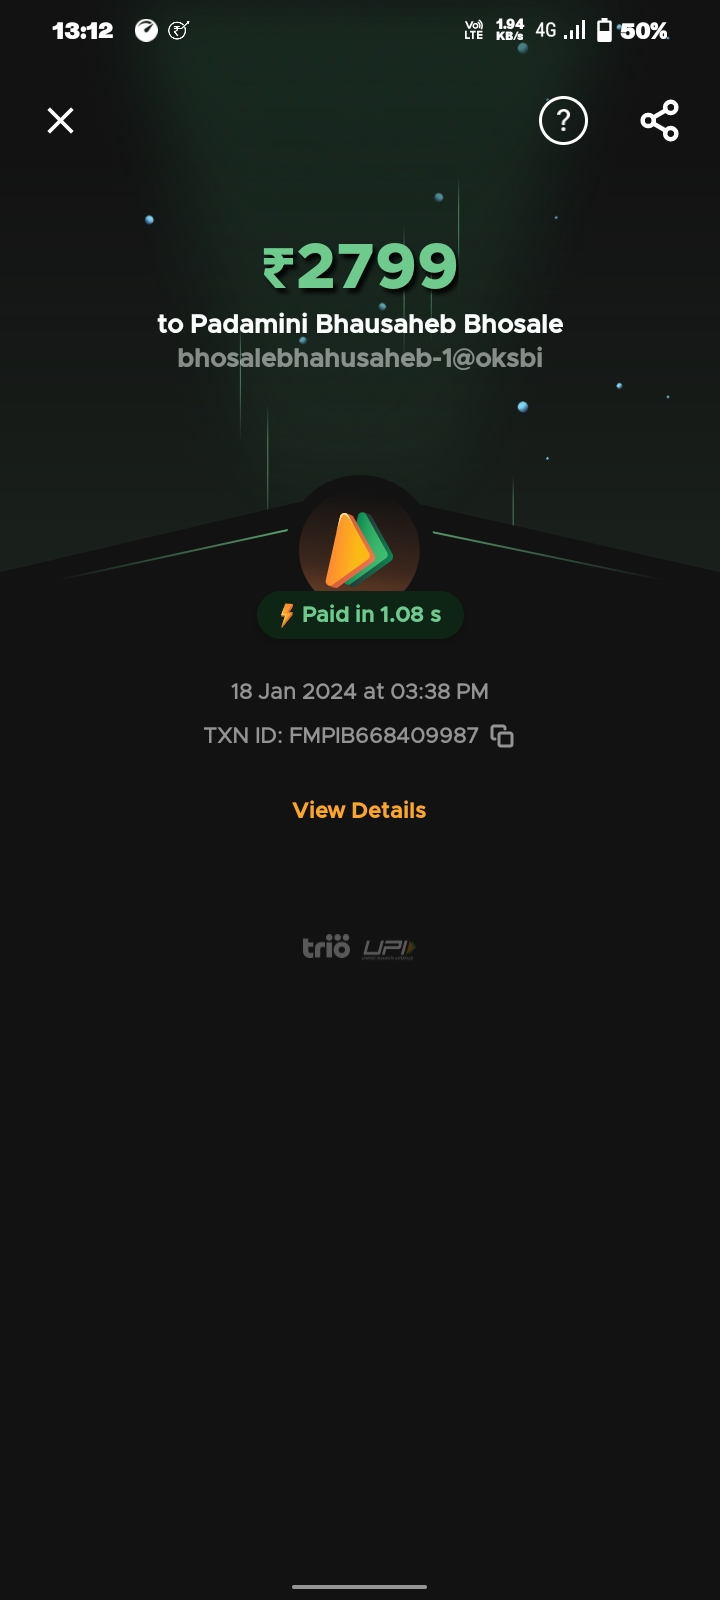 13:12
Vo) LTE 1.94 KB/s 4G 50%
?
₹2799
to Padamini Bhausaheb Bhosale
bhosalebhahusaheb-1@oksbi
Paid in 1.08 s
18 Jan 2024 at 03:38 PM
TXN ID: FMPIB668409987
View Details
trio UPI